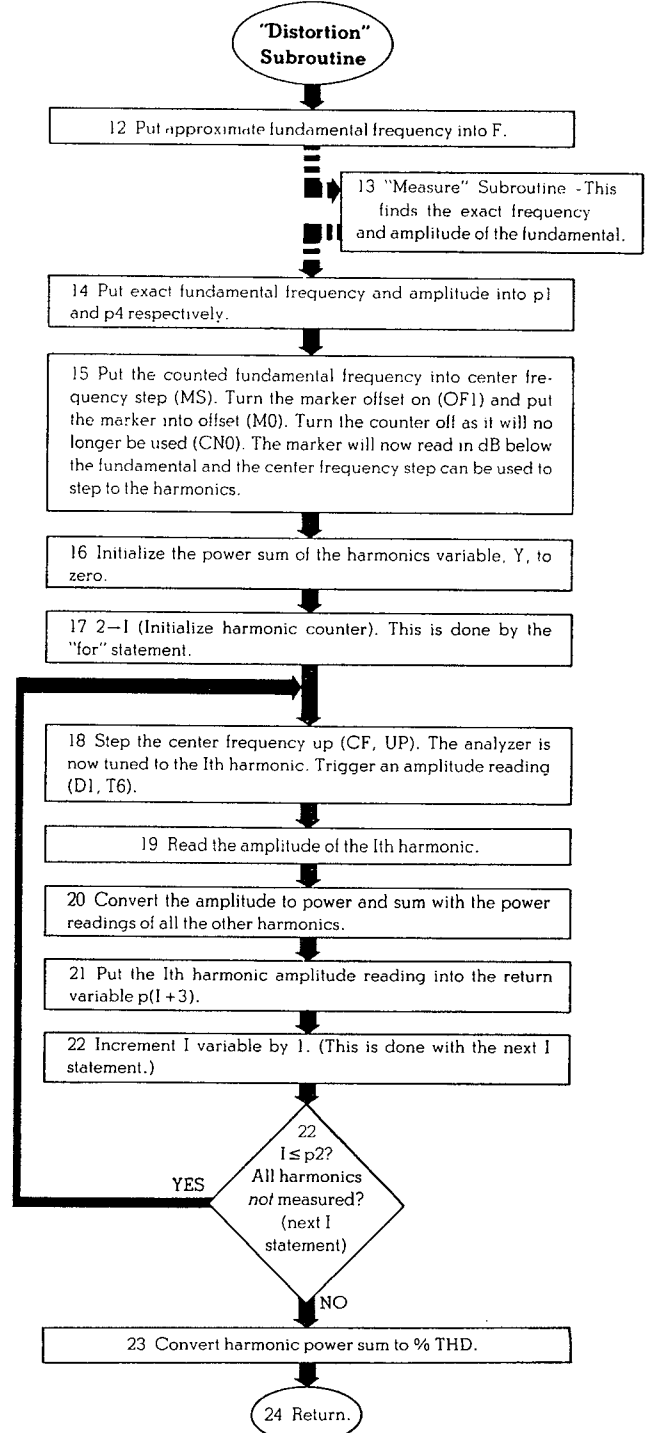 "Distortion"
Subroutine
12 Put approximate fundamental frequency into F.
13 "Measure" Subroutine - This
finds the exact frequency
and amplitude of the fundamental.
14 Put exact fundamental frequency and amplitude into p1
and p4 respectively.
15 Put the counted fundamental frequency into center fre-
quency step (MS). Turn the marker offset on (OF1) and put
the marker into offset (M0). Turn the counter off as it will no
longer be used (CN0). The marker will now read in dB below
the fundamental and the center frequency step can be used to
step to the harmonics.
16 Initialize the power sum of the harmonics variable, Y, to
zero.
17 2→I (Initialize harmonic counter). This is done by the
"for" statement.
18 Step the center frequency up (CF, UP). The analyzer is
now tuned to the Ith harmonic. Trigger an amplitude reading
(D1, T6).
19 Read the amplitude of the Ith harmonic.
20 Convert the amplitude to power and sum with the power
readings of all the other harmonics.
21 Put the Ith harmonic amplitude reading into the return
variable p(I+3).
22 Increment I variable by 1. (This is done with the next I
statement.)
22
I ≤ p2?
All harmonics
not measured?
(next I
statement)
YES
NO
23 Convert harmonic power sum to % THD.
24 Return.